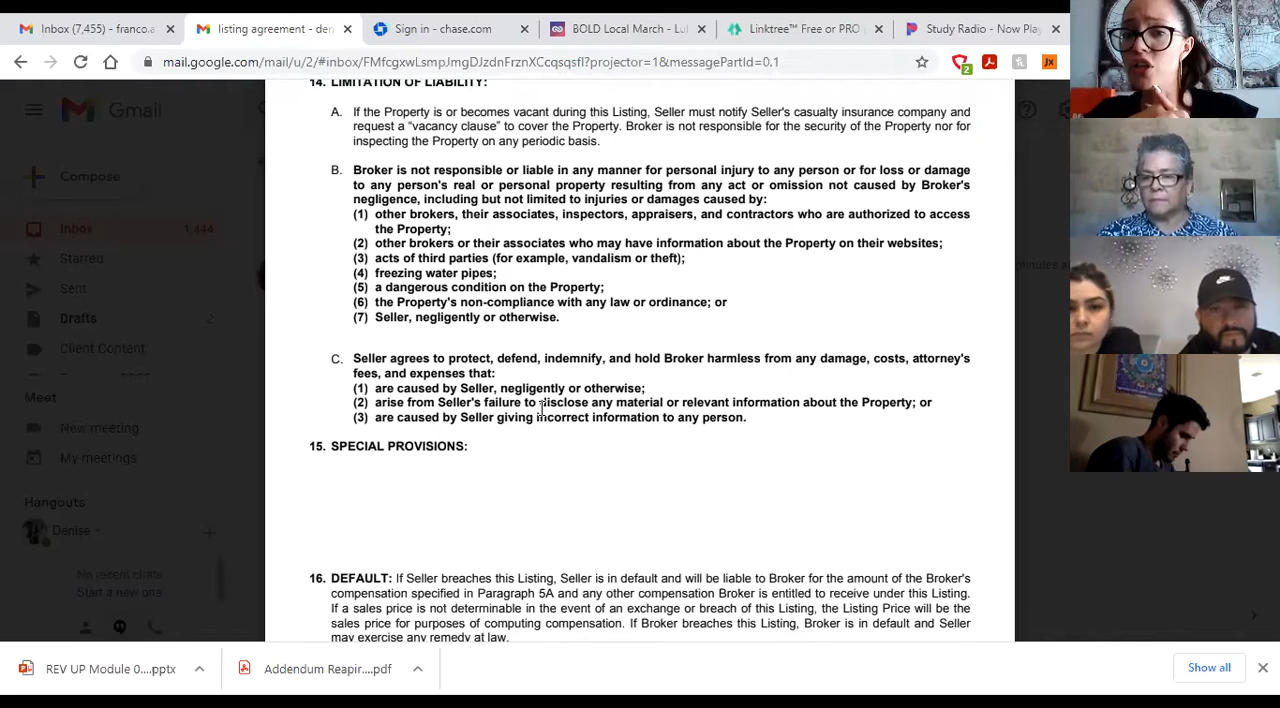 Inbox (7,455) - franco.a
listing agreement - den
Sign in - chase.com
BOLD Local March - Lul
Linktree™ Free or PRO
Study Radio - Now Play
mail.google.com/mail/u/2/#inbox/FMfcgxwLsmpJmgDJzdnFrznXCcqsqsfl?projector=1&messagePartId=0.1
2
Jx
Gmail
Compose
Inbox 1,444
Starred
Snoozed
Sent
Drafts 2
Client Content
Meet
New meeting
My meetings
Hangouts
Denise
No recent chats
Start a new one
14. LIMITATION OF LIABILITY:
A. If the Property is or becomes vacant during this Listing, Seller must notify Seller's casualty insurance company and
request a "vacancy clause" to cover the Property. Broker is not responsible for the security of the Property nor for
inspecting the Property on any periodic basis.
B. Broker is not responsible or liable in any manner for personal injury to any person or for loss or damage
to any person's real or personal property resulting from any act or omission not caused by Broker's
negligence, including but not limited to injuries or damages caused by:
(1) other brokers, their associates, inspectors, appraisers, and contractors who are authorized to access
the Property;
(2) other brokers or their associates who may have information about the Property on their websites;
(3) acts of third parties (for example, vandalism or theft);
(4) freezing water pipes;
(5) a dangerous condition on the Property;
(6) the Property's non-compliance with any law or ordinance; or
(7) Seller, negligently or otherwise.
C. Seller agrees to protect, defend, indemnify, and hold Broker harmless from any damage, costs, attorney's
fees, and expenses that:
(1) are caused by Seller, negligently or otherwise;
(2) arise from Seller's failure to disclose any material or relevant information about the Property; or
(3) are caused by Seller giving incorrect information to any person.
15. SPECIAL PROVISIONS:
16. DEFAULT: If Seller breaches this Listing, Seller is in default and will be liable to Broker for the amount of the Broker's
compensation specified in Paragraph 5A and any other compensation Broker is entitled to receive under this Listing.
If a sales price is not determinable in the event of an exchange or breach of this Listing, the Listing Price will be the
sales price for purposes of computing compensation. If Broker breaches this Listing, Broker is in default and Seller
may exercise any remedy at law.
REV UP Module 0....pptx
Addendum Reapir....pdf
Show all